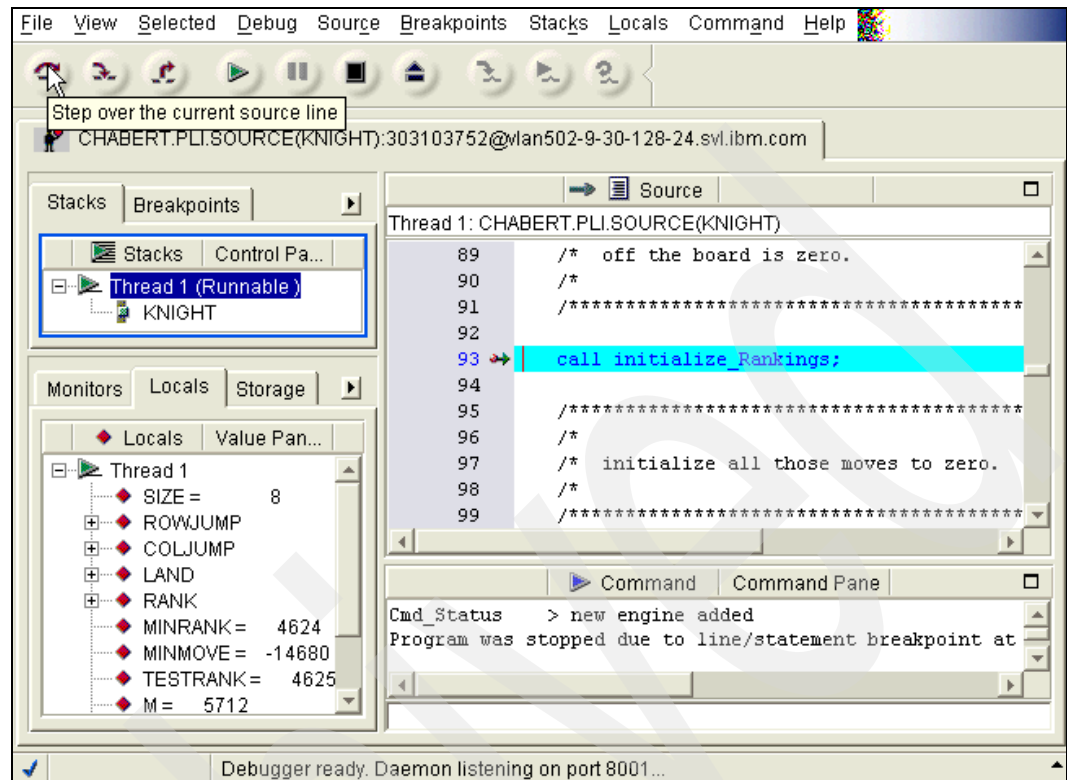 File View Selected Debug Source Breakpoints Stacks Locals Command Help
Step over the current source line
CHABERT.PLI.SOURCE(KNIGHT):303103752@vlan502-9-30-128-24.svl.ibm.com
Stacks Breakpoints
Stacks Control Pa...
Thread 1 (Runnable )
KNIGHT
Monitors Locals Storage
Locals Value Pan...
Thread 1
SIZE = 8
ROWJUMP
COLJUMP
LAND
RANK
MINRANK = 4624
MINMOVE = -14680
TESTRANK = 4625
M = 5712
Source
Thread 1: CHABERT.PLI.SOURCE(KNIGHT)
89 /* off the board is zero.
90 /*
91 /****************************************
92
93 call initialize_Rankings;
94
95 /****************************************
96 /*
97 /* initialize all those moves to zero.
98 /*
99 /****************************************
Command Command Pane
Cmd_Status > new engine added
Program was stopped due to line/statement breakpoint at
Debugger ready. Daemon listening on port 8001...